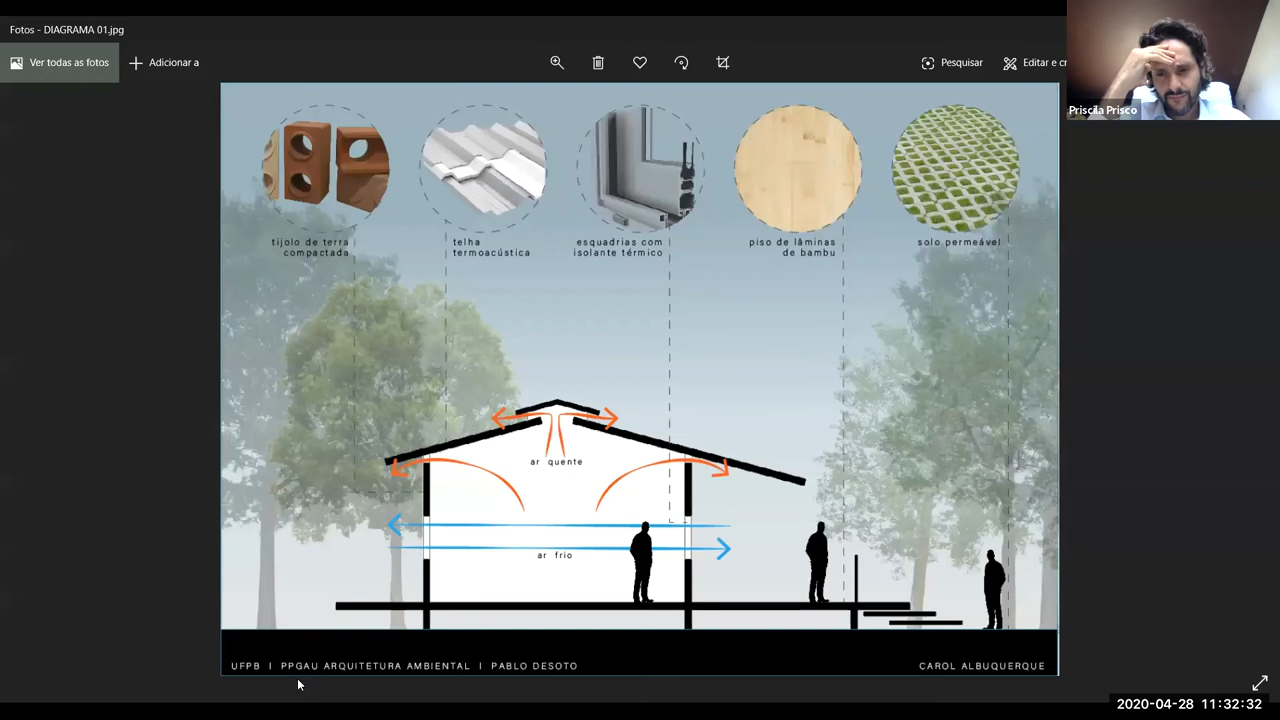 Fotos - DIAGRAMA 01.jpg
Ver todas as fotos
Adicionar a
Pesquisar
Editar e cr
Priscila Prisco
tijolo de terra
compactada
telha
termoacústica
esquadrias com
isolante térmico
piso de lâminas
de bambu
solo permeável
ar quente
ar frio
UFPB | PPGAU ARQUITETURA AMBIENTAL | PABLO DESOTO
CAROL ALBUQUERQUE
2020-04-28 11:32:32